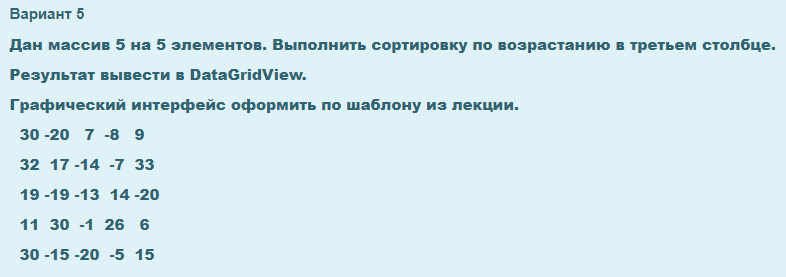 Вариант 5
Дан массив 5 на 5 элементов. Выполнить сортировку по возрастанию в третьем столбце.
Результат вывести в DataGridView.
Графический интерфейс оформить по шаблону из лекции.
30 -20 7 -8 9
32 17 -14 -7 33
19 -19 -13 14 -20
11 30 -1 26 6
30 -15 -20 -5 15